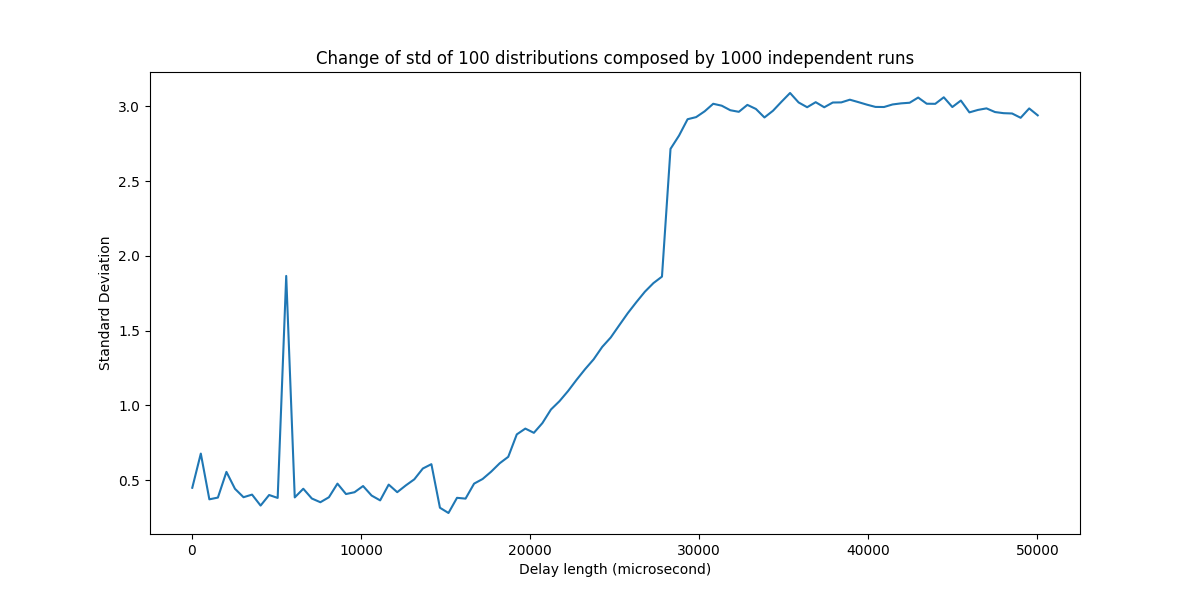 Change of std of 100 distributions composed by 1000 independent runs
3.0
2.5
2.0
1.5
1.0
0.5
Standard Deviation
0 10000 20000 30000 40000 50000
Delay length (microsecond)